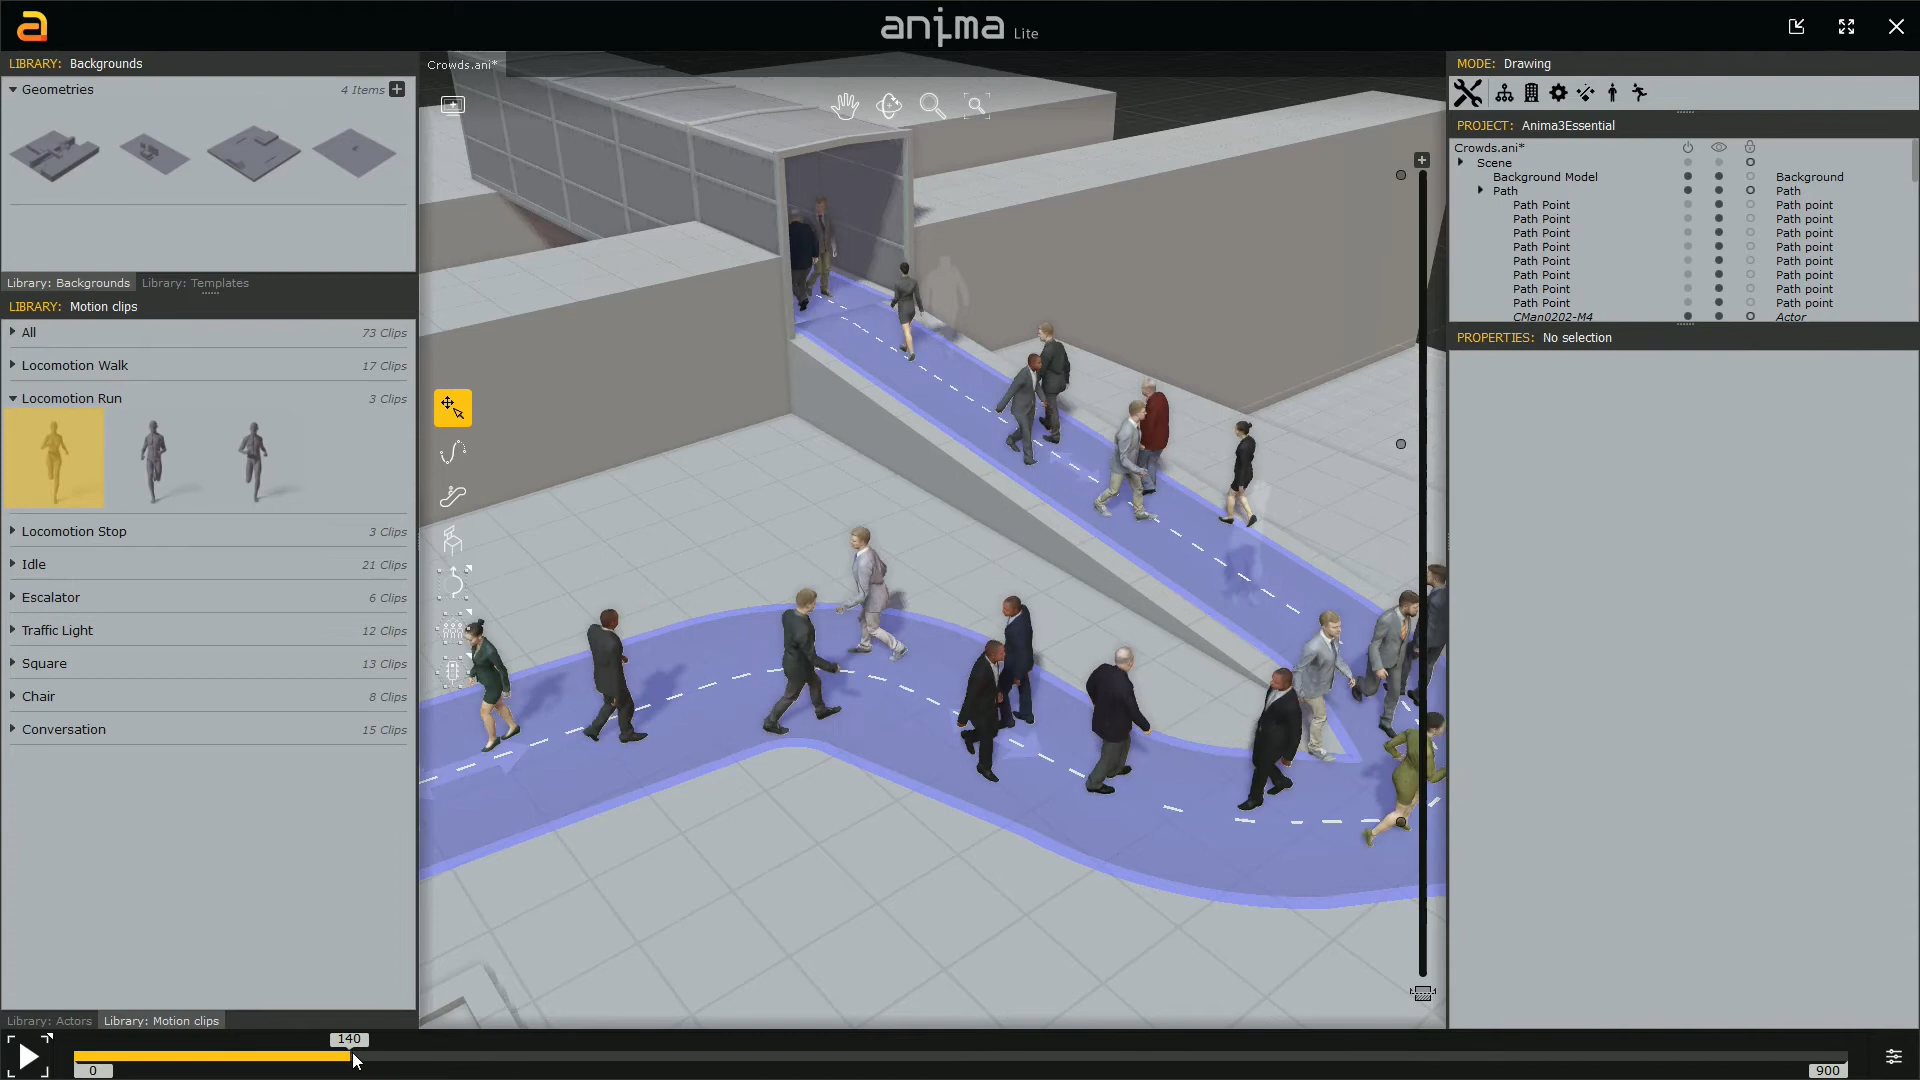 anima Lite
LIBRARY: Backgrounds
Geometries 4 Items
Library: Backgrounds Library: Templates
LIBRARY: Motion clips
All 73 Clips
Locomotion Walk 17 Clips
Locomotion Run 3 Clips
Locomotion Stop 3 Clips
Idle 21 Clips
Escalator 6 Clips
Traffic Light 12 Clips
Square 13 Clips
Chair 8 Clips
Conversation 15 Clips
Library: Actors Library: Motion clips
Crowds.ani*
MODE: Drawing
PROJECT: Anima3Essential
Crowds.ani*
Scene
Background Model Background
Path Path
Path Point Path point
Path Point Path point
Path Point Path point
Path Point Path point
Path Point Path point
Path Point Path point
Path Point Path point
Path Point Path point
CMan0202-M4 Actor
PROPERTIES: No selection
140
0 900